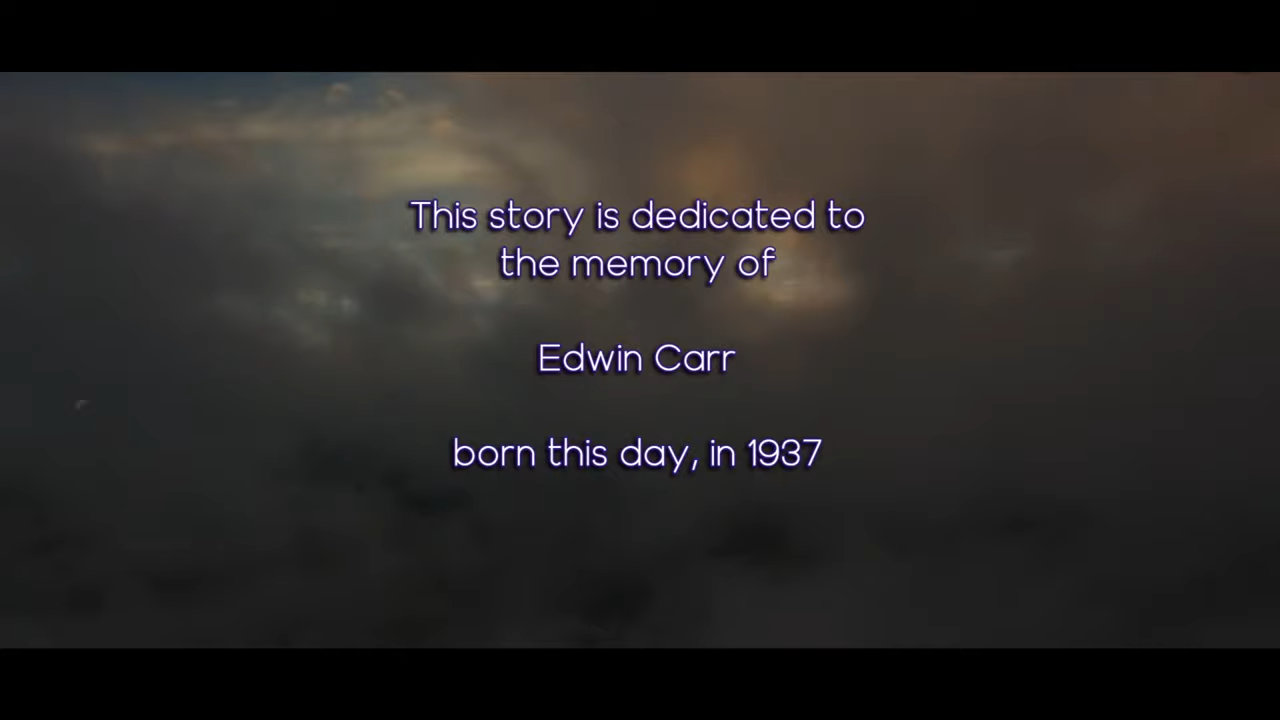 This story is dedicated to
the memory of
Edwin Carr
born this day, in 1937